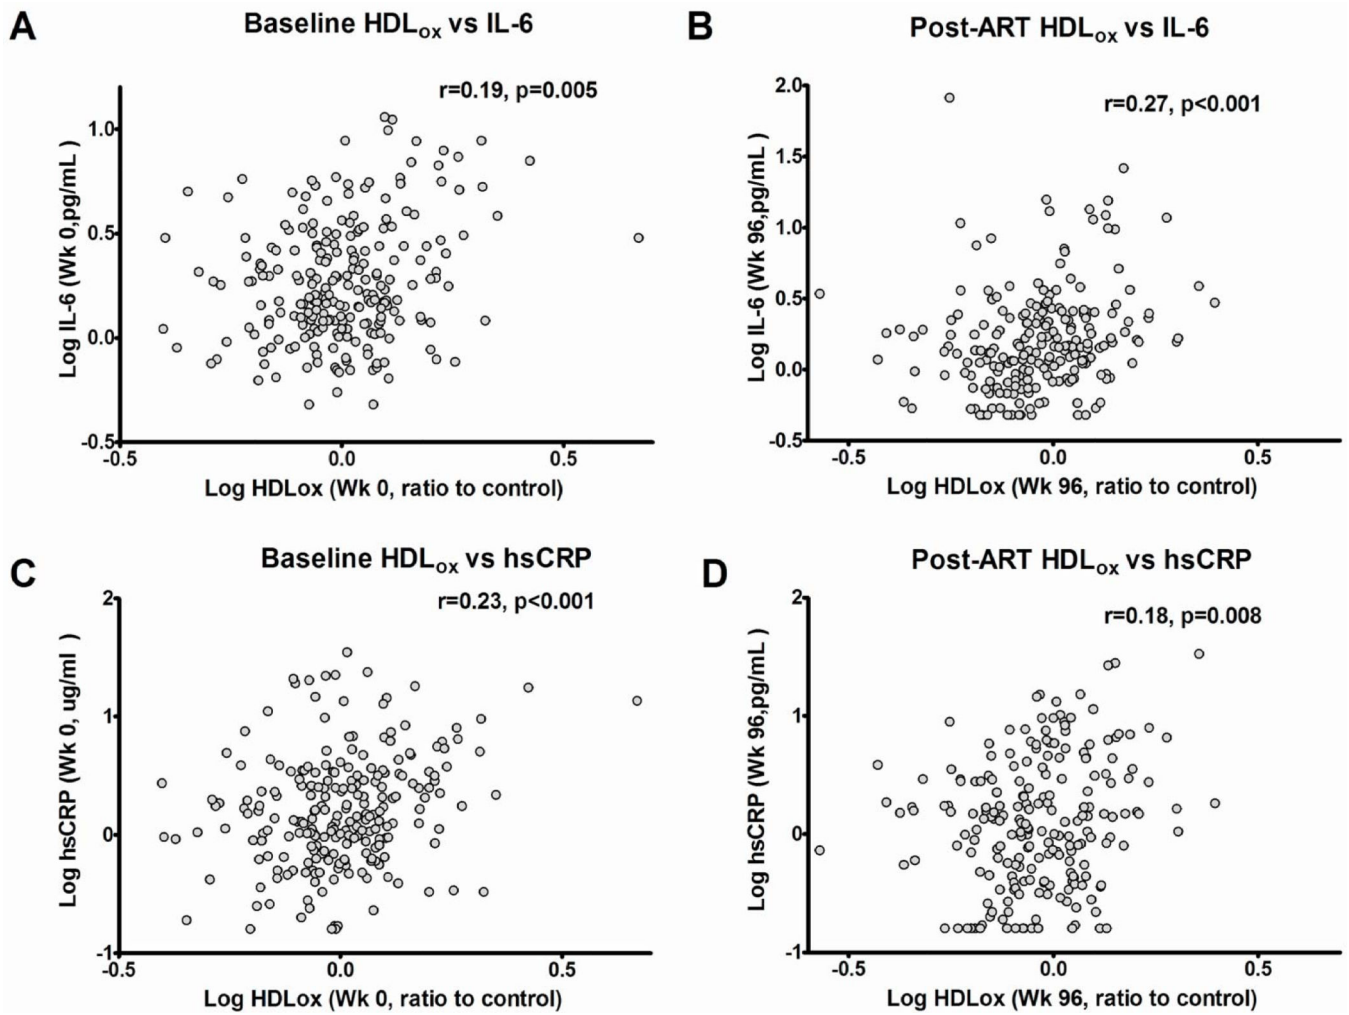 A
Baseline HDLox vs IL-6
r=0.19, p=0.005
Log IL-6 (Wk 0,pg/mL )
1.0
0.5
0.0
-0.5
-0.5 0.0 0.5
Log HDLox (Wk 0, ratio to control)
B
Post-ART HDLox vs IL-6
r=0.27, p<0.001
Log IL-6 (Wk 96,pg/mL )
2.0
1.5
1.0
0.5
0.0
-0.5
-0.5 0.0 0.5
Log HDLox (Wk 96, ratio to control)
C
Baseline HDLox vs hsCRP
r=0.23, p<0.001
Log hsCRP (Wk 0, ug/ml )
2
1
0
-1
-0.5 0.0 0.5
Log HDLox (Wk 0, ratio to control)
D
Post-ART HDLox vs hsCRP
r=0.18, p=0.008
Log hsCRP (Wk 96,pg/mL )
2
1
0
-1
-0.5 0.0 0.5
Log HDLox (Wk 96, ratio to control)